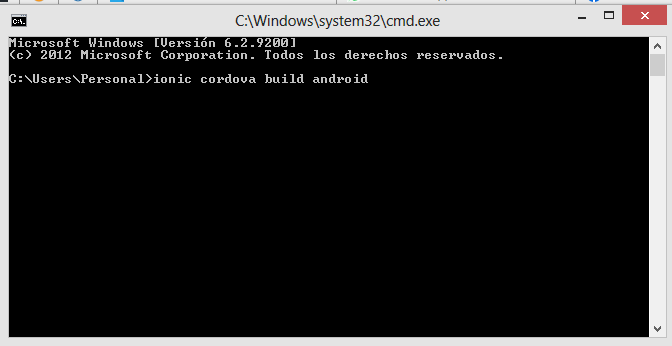 C:\Windows\system32\cmd.exe
C:\.
Microsoft Windows [Versión 6.2.9200]
(c) 2012 Microsoft Corporation. Todos los derechos reservados.
C:\Users\Personal>ionic cordova build android